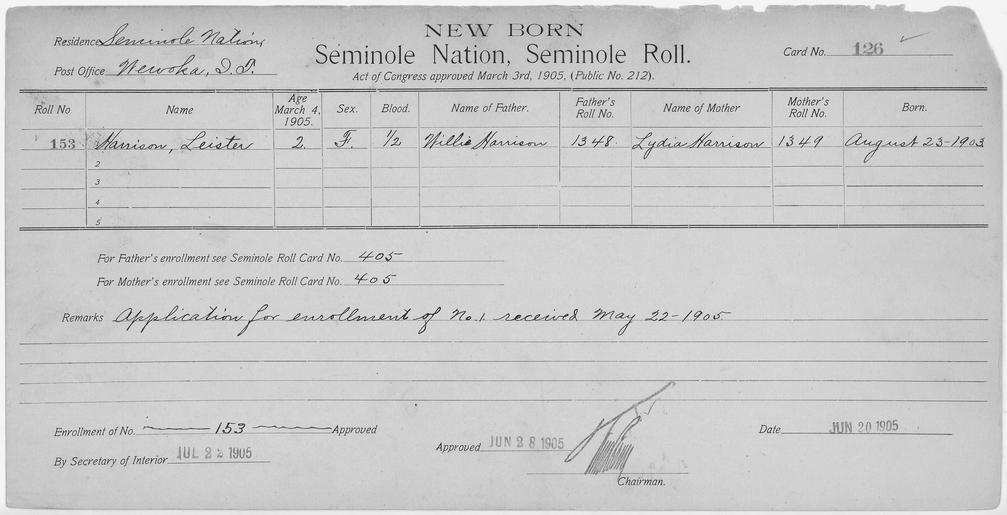 NEW BORN
Residence Seminole Nation,
Seminole Nation, Seminole Roll.
Card No. 126
Post Office Wewoka, I.T.
Act of Congress approved March 3rd, 1905, (Public No. 212).
Roll No Name Age March 4, 1905. Sex. Blood. Name of Father. Father's Roll No. Name of Mother Mother's Roll No. Born.
153 Harrison, Leister 2 F. 1/2 Willie Harrison 1348 Lydia Harrison 1349 August 23-1903
2
3
4
5
For Father's enrollment see Seminole Roll Card No. 405
For Mother's enrollment see Seminole Roll Card No. 405
Remarks Application for enrollment of No. 1 received May 22-1905
Enrollment of No. 153 Approved
Date JUN 20 1905
Approved JUN 28 1905
By Secretary of Interior JUL 22 1905
Chairman.